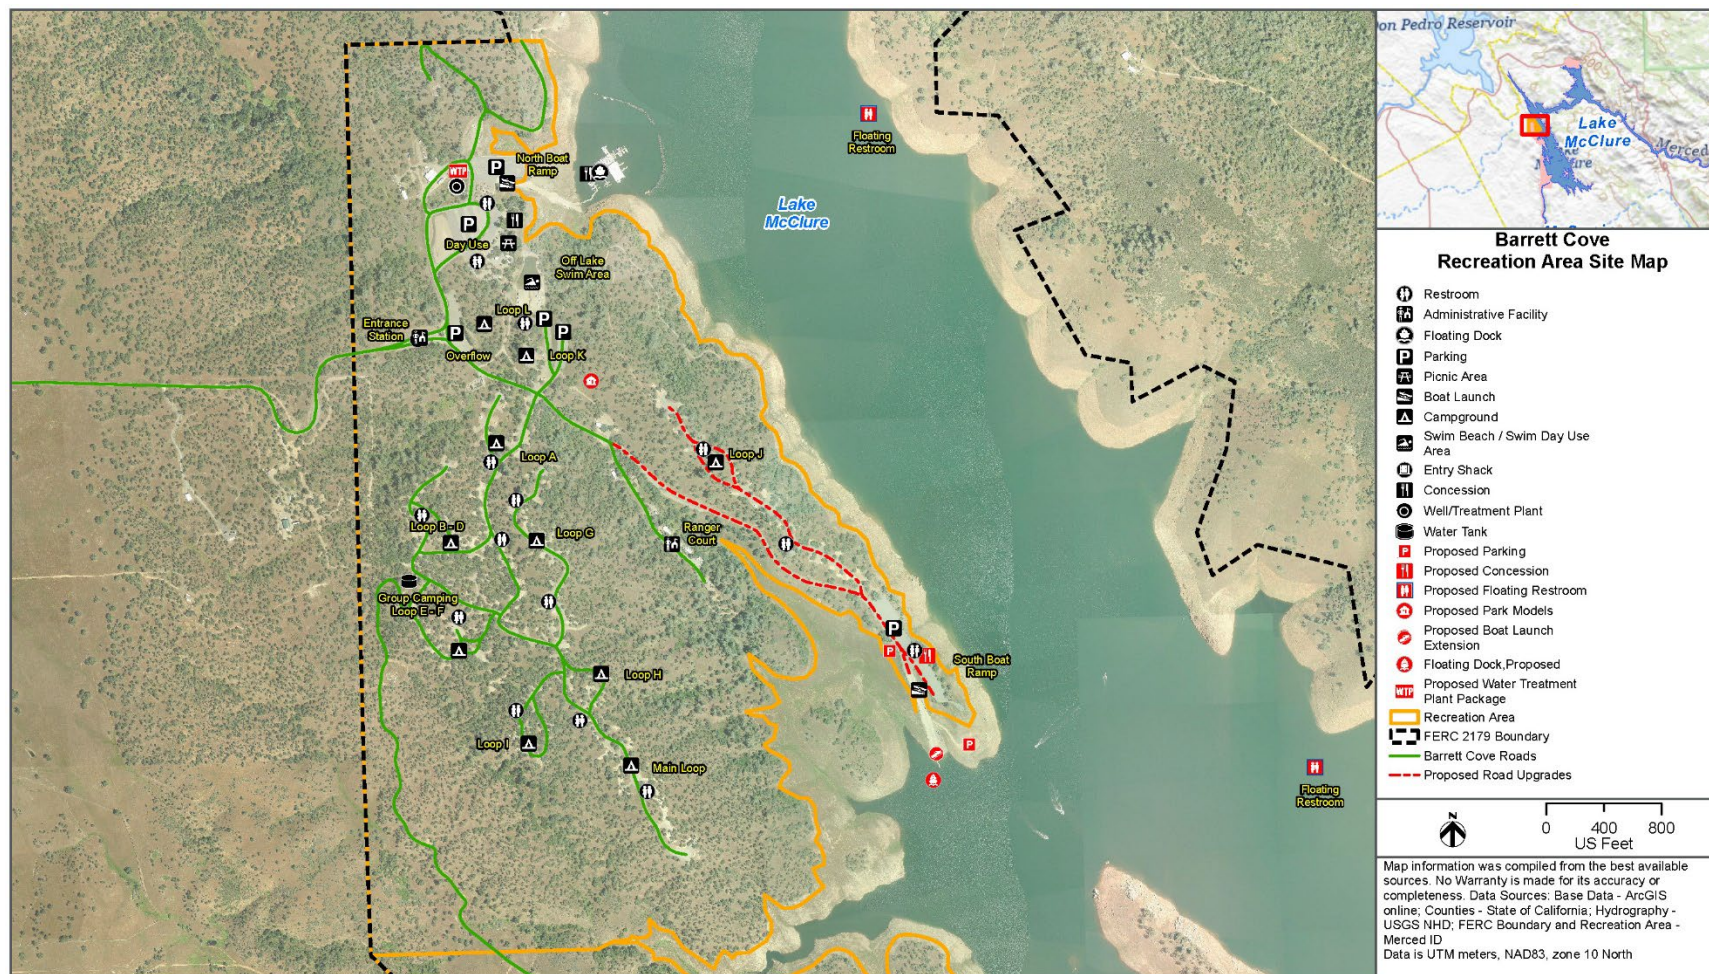 Floating
Restroom
North Boat
Ramp
WTP
P
Lake
McClure
P
Day Use
Off Lake
Swim Area
Entrance
Station
Loop L
P
P
P
Overflow
Loop K
Loop A
Loop J
Loop B - D
Loop G
Ranger
Court
Group Camping
Loop E - F
P
P
South Boat
Ramp
Loop H
Loop I
P
Main Loop
Floating
Restroom
on Pedro Reservoir
Lake
McClure
Merced
Barrett Cove
Recreation Area Site Map
Restroom
Administrative Facility
Floating Dock
P Parking
Picnic Area
Boat Launch
Campground
Swim Beach / Swim Day Use
Area
Entry Shack
Concession
Well/Treatment Plant
Water Tank
P Proposed Parking
Proposed Concession
Proposed Floating Restroom
Proposed Park Models
Proposed Boat Launch
Extension
Floating Dock,Proposed
WTP Proposed Water Treatment
Plant Package
Recreation Area
FERC 2179 Boundary
Barrett Cove Roads
Proposed Road Upgrades
N
0 400 800
US Feet
Map information was compiled from the best available
sources. No Warranty is made for its accuracy or
completeness. Data Sources: Base Data - ArcGIS
online; Counties - State of California; Hydrography -
USGS NHD; FERC Boundary and Recreation Area -
Merced ID
Data is UTM meters, NAD83, zone 10 North